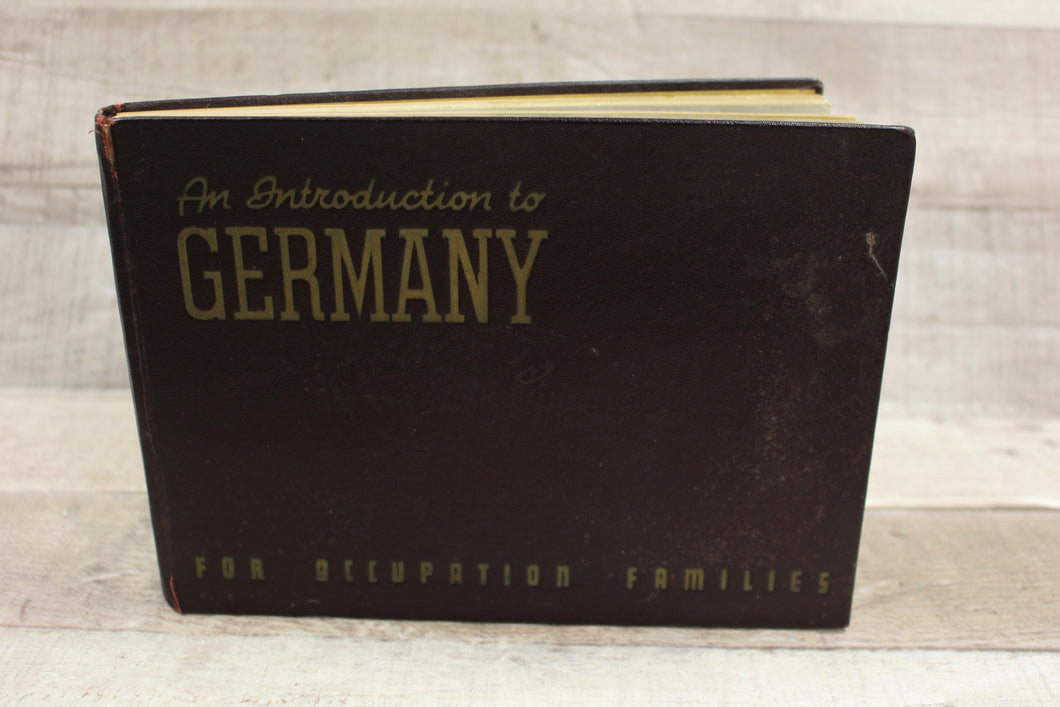 An Introduction to
GERMANY
FOR OCCUPATION FAMILIES